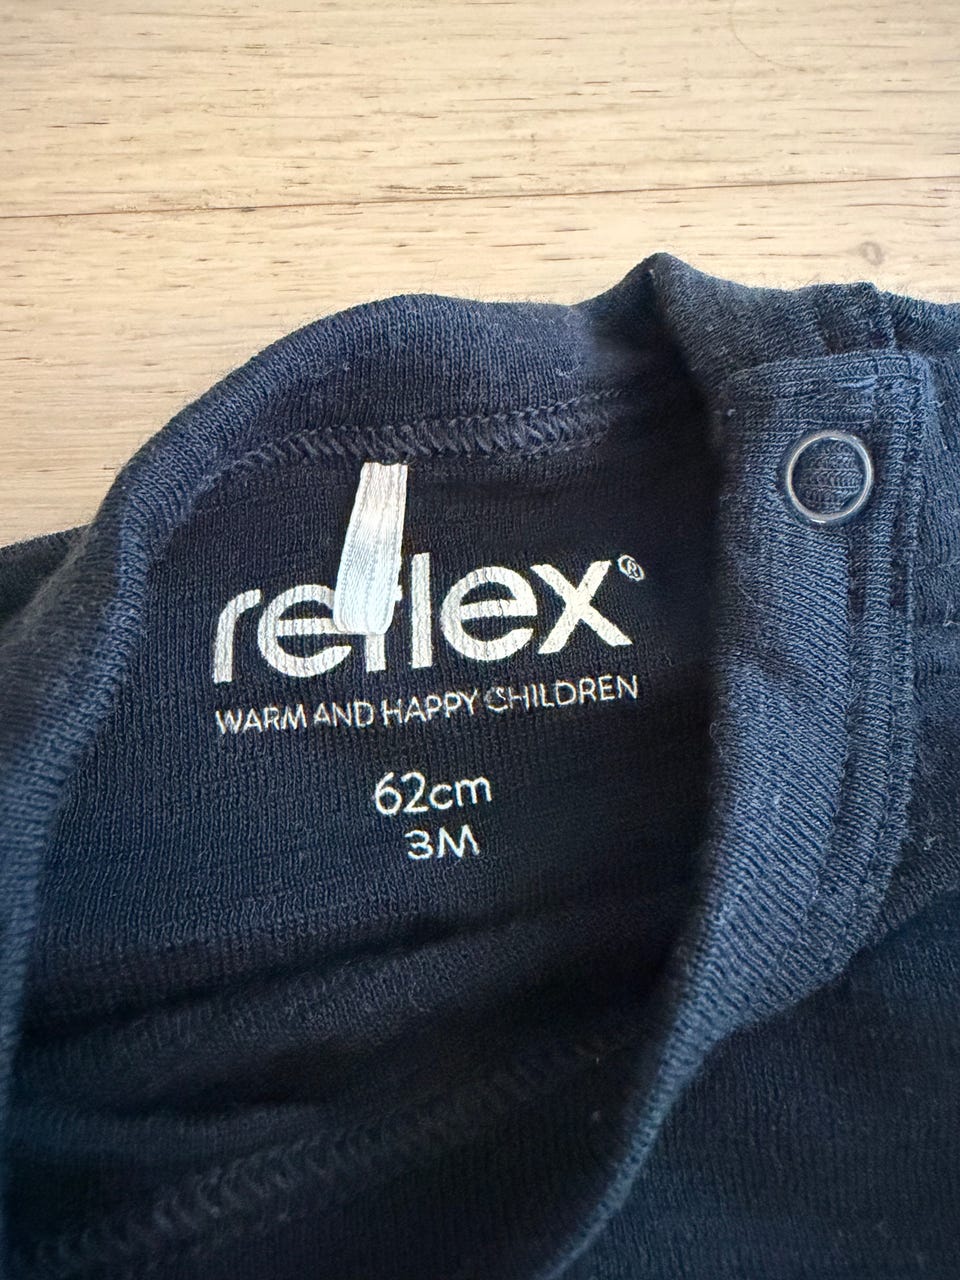 reflex®
WARM AND HAPPY CHILDREN
62cm
3M